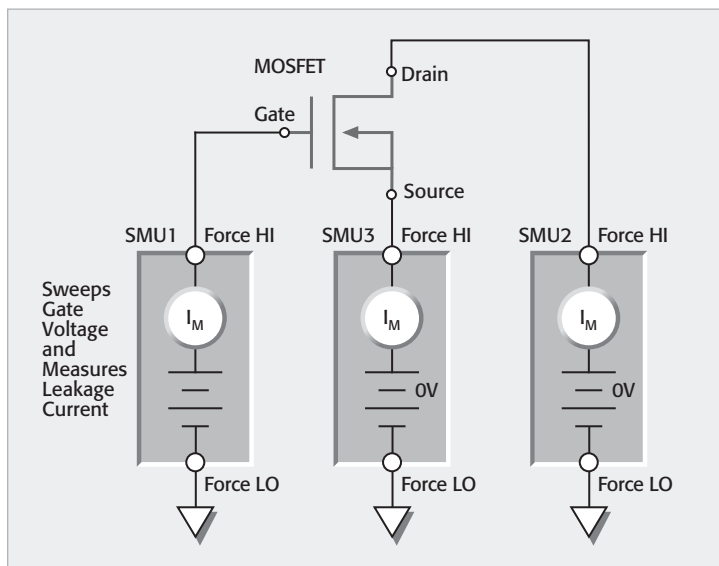 MOSFET
Drain
Gate
Source
SMU1
Force HI
SMU3
Force HI
SMU2
Force HI
Sweeps
Gate
Voltage
and
Measures
Leakage
Current
IM
IM
0V
IM
0V
Force LO
Force LO
Force LO